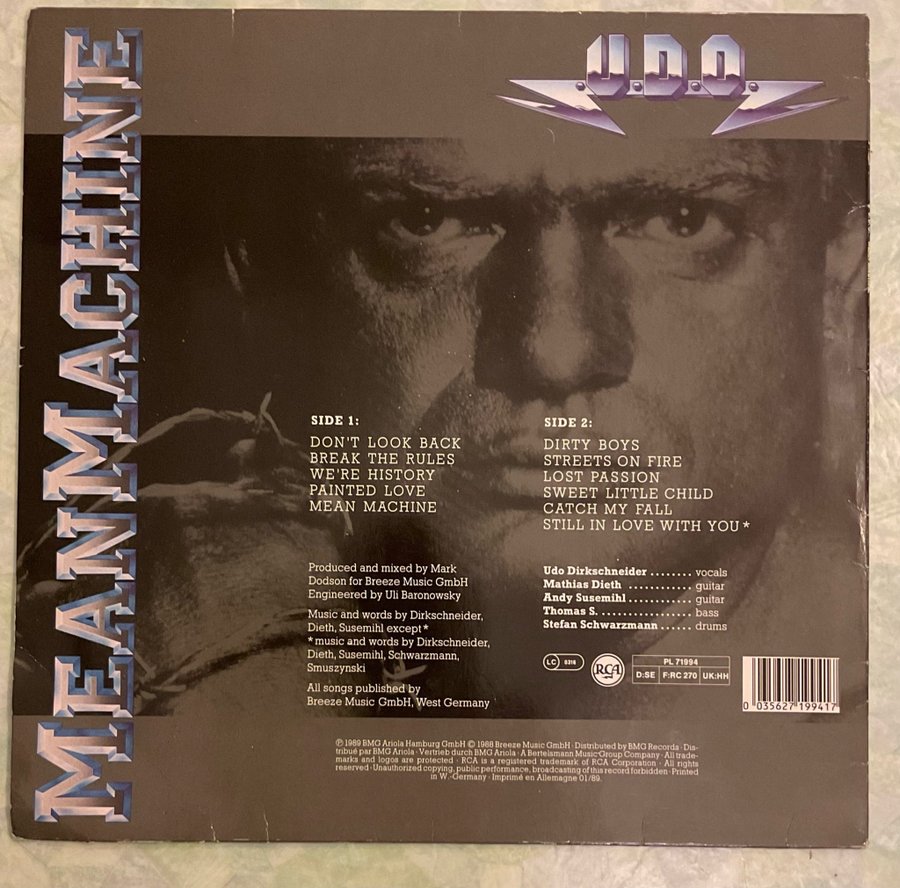 MEAN MACHINE
.U.D.O.
SIDE 1:
DON'T LOOK BACK
BREAK THE RULES
WE'RE HISTORY
PAINTED LOVE
MEAN MACHINE
SIDE 2:
DIRTY BOYS
STREETS ON FIRE
LOST PASSION
SWEET LITTLE CHILD
CATCH MY FALL
STILL IN LOVE WITH YOU*
Produced and mixed by Mark
Dodson for Breeze Music GmbH
Engineered by Uli Baronowsky
Music and words by Dirkschneider,
Dieth, Susemihl except*
*music and words by Dirkschneider,
Dieth, Susemihl, Schwarzmann,
Smuszynski
All songs published by
Breeze Music GmbH, West Germany
Udo Dirkschneider ........ vocals
Mathias Dieth ............ guitar
Andy Susemihl ............ guitar
Thomas S. ................. bass
Stefan Schwarzmann ...... drums
LC 0316
RCA
PL 71994
D:SE F:RC 270 UK:HH
0 035627 199417
℗ 1989 BMG Ariola Hamburg GmbH © 1988 Breeze Music GmbH · Distributed by BMG Records · Dis-
tribué par BMG Ariola · Vertrieb durch BMG Ariola · A Bertelsmann Music Group Company · All trade-
marks and logos are protected · RCA is a registered trademark of RCA Corporation · All rights
reserved · Unauthorized copying, public performance, broadcasting of this record forbidden · Printed
in W.-Germany · Imprimé en Allemagne 01/89.